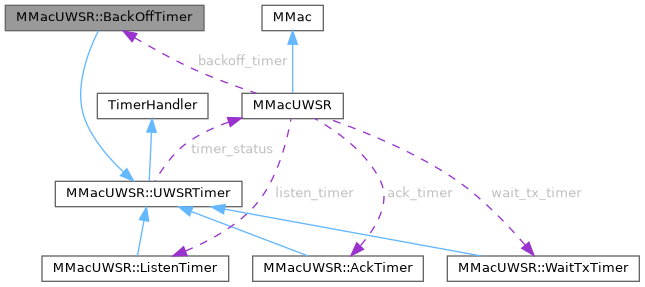 MMacUWSR::BackOffTimer
MMac
backoff_timer
TimerHandler
MMacUWSR
timer_status
MMacUWSR::UWSRTimer
listen_timer
ack_timer
wait_tx_timer
MMacUWSR::ListenTimer
MMacUWSR::AckTimer
MMacUWSR::WaitTxTimer